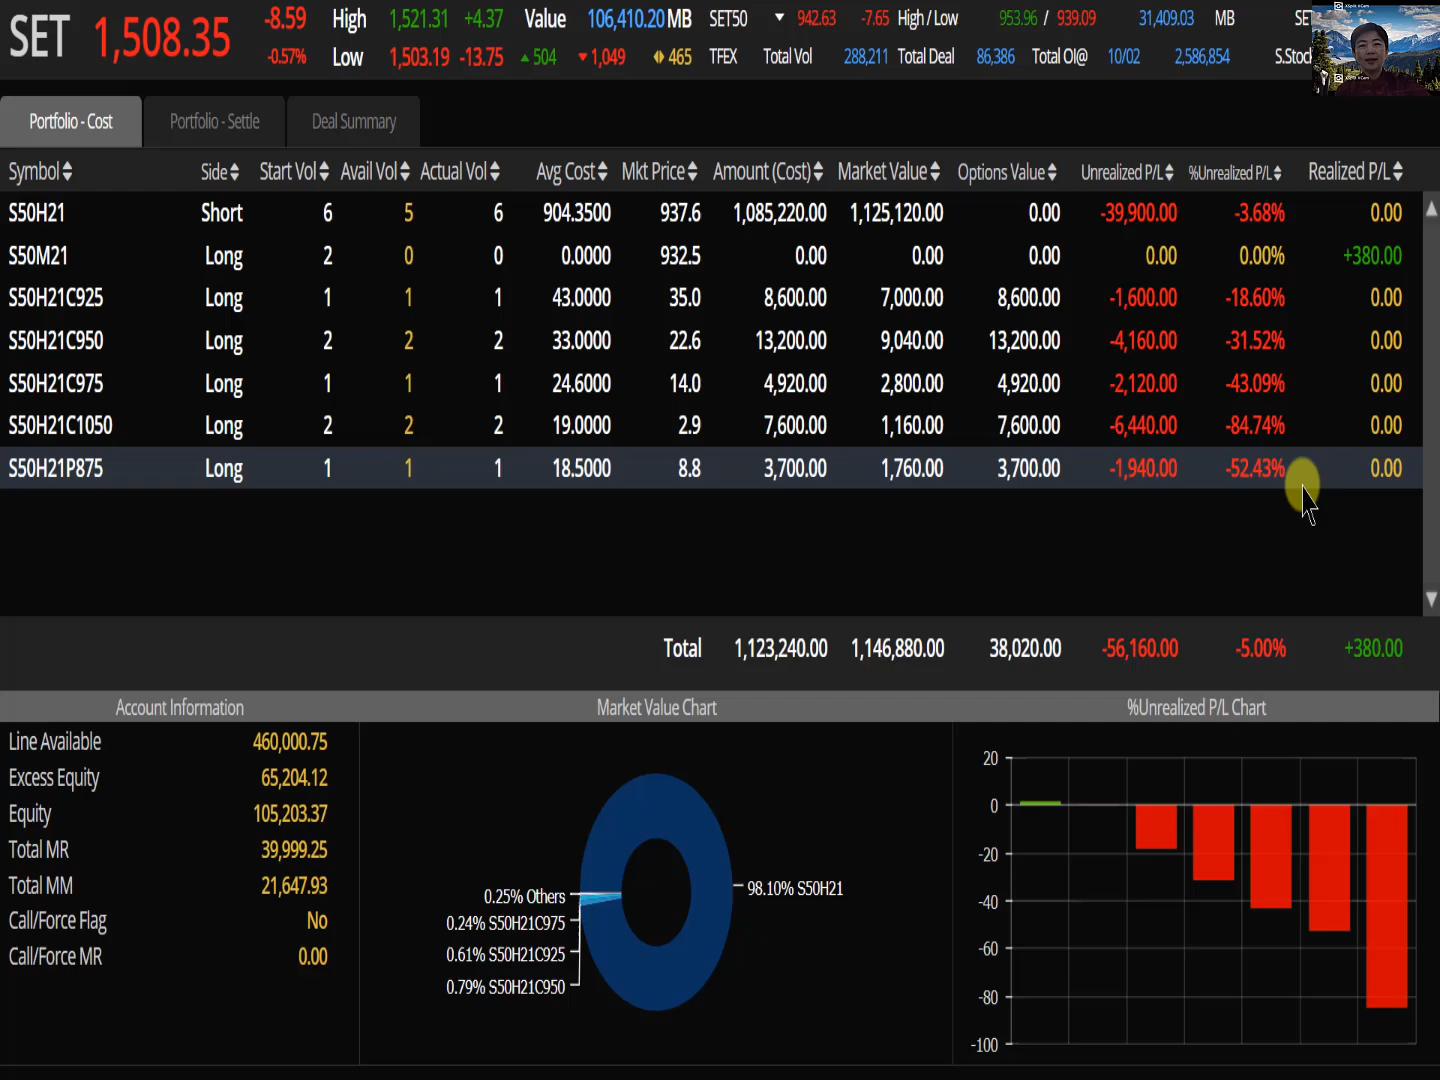 SET 1,508.35 -8.59 High 1,521.31 +4.37 Value 106,410.20 MB SET50 942.63 -7.65 High / Low 953.96 / 939.09 31,409.03 MB SE
-0.57% Low 1,503.19 -13.75 504 1,049 465 TFEX Total Vol 288,211 Total Deal 86,386 Total OI@ 10/02 2,586,854 S.Stoc
Portfolio - Cost Portfolio - Settle Deal Summary
Symbol Side Start Vol Avail Vol Actual Vol Avg Cost Mkt Price Amount (Cost) Market Value Options Value Unrealized P/L %Unrealized P/L Realized P/L
S50H21 Short 6 5 6 904.3500 937.6 1,085,220.00 1,125,120.00 0.00 -39,900.00 -3.68% 0.00
S50M21 Long 2 0 0 0.0000 932.5 0.00 0.00 0.00 0.00 0.00% +380.00
S50H21C925 Long 1 1 1 43.0000 35.0 8,600.00 7,000.00 8,600.00 -1,600.00 -18.60% 0.00
S50H21C950 Long 2 2 2 33.0000 22.6 13,200.00 9,040.00 13,200.00 -4,160.00 -31.52% 0.00
S50H21C975 Long 1 1 1 24.6000 14.0 4,920.00 2,800.00 4,920.00 -2,120.00 -43.09% 0.00
S50H21C1050 Long 2 2 2 19.0000 2.9 7,600.00 1,160.00 7,600.00 -6,440.00 -84.74% 0.00
S50H21P875 Long 1 1 1 18.5000 8.8 3,700.00 1,760.00 3,700.00 -1,940.00 -52.43% 0.00
Total 1,123,240.00 1,146,880.00 38,020.00 -56,160.00 -5.00% +380.00
Account Information Market Value Chart %Unrealized P/L Chart
Line Available 460,000.75
Excess Equity 65,204.12
Equity 105,203.37
Total MR 39,999.25
Total MM 21,647.93
Call/Force Flag No
Call/Force MR 0.00
98.10% S50H21
0.25% Others
0.24% S50H21C975
0.61% S50H21C925
0.79% S50H21C950
20
0
-20
-40
-60
-80
-100